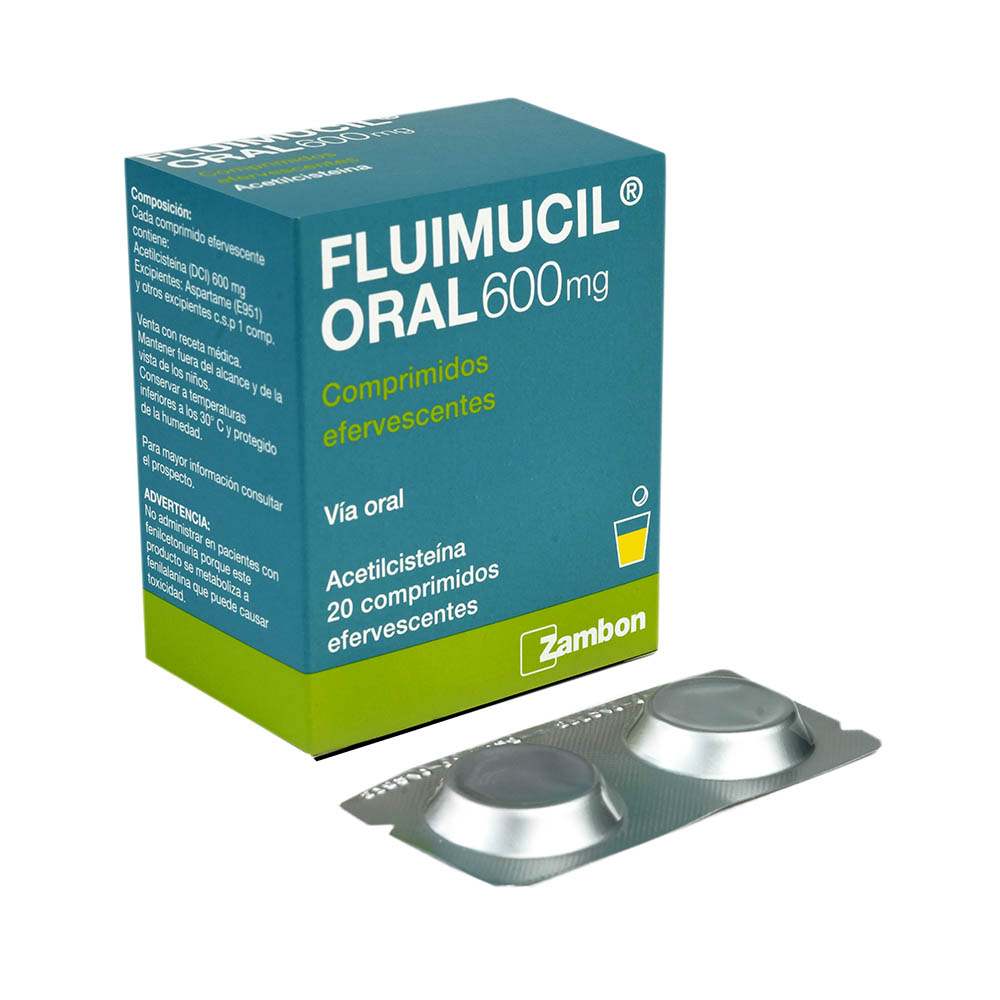 FLUIMUCIL®
ORAL 600 mg
Comprimidos
efervescentes
Acetilcisteína
Composición:
Cada comprimido efervescente
contiene:
Acetilcisteína (DCI) 600 mg
Excipientes: Aspartame (E951)
y otros excipientes c.s.p 1 comp.
Venta con receta médica.
Mantener fuera del alcance y de la
vista de los niños.
Conservar a temperaturas
inferiores a los 30° C y protegido
de la humedad.
Para mayor información consultar
el prospecto.
ADVERTENCIA:
No administrar en pacientes con
fenilcetonuria porque este
producto se metaboliza a
fenilalanina que puede causar
toxicidad.
FLUIMUCIL®
ORAL 600 mg
Comprimidos
efervescentes
Vía oral
Acetilcisteína
20 comprimidos
efervescentes
Zambon